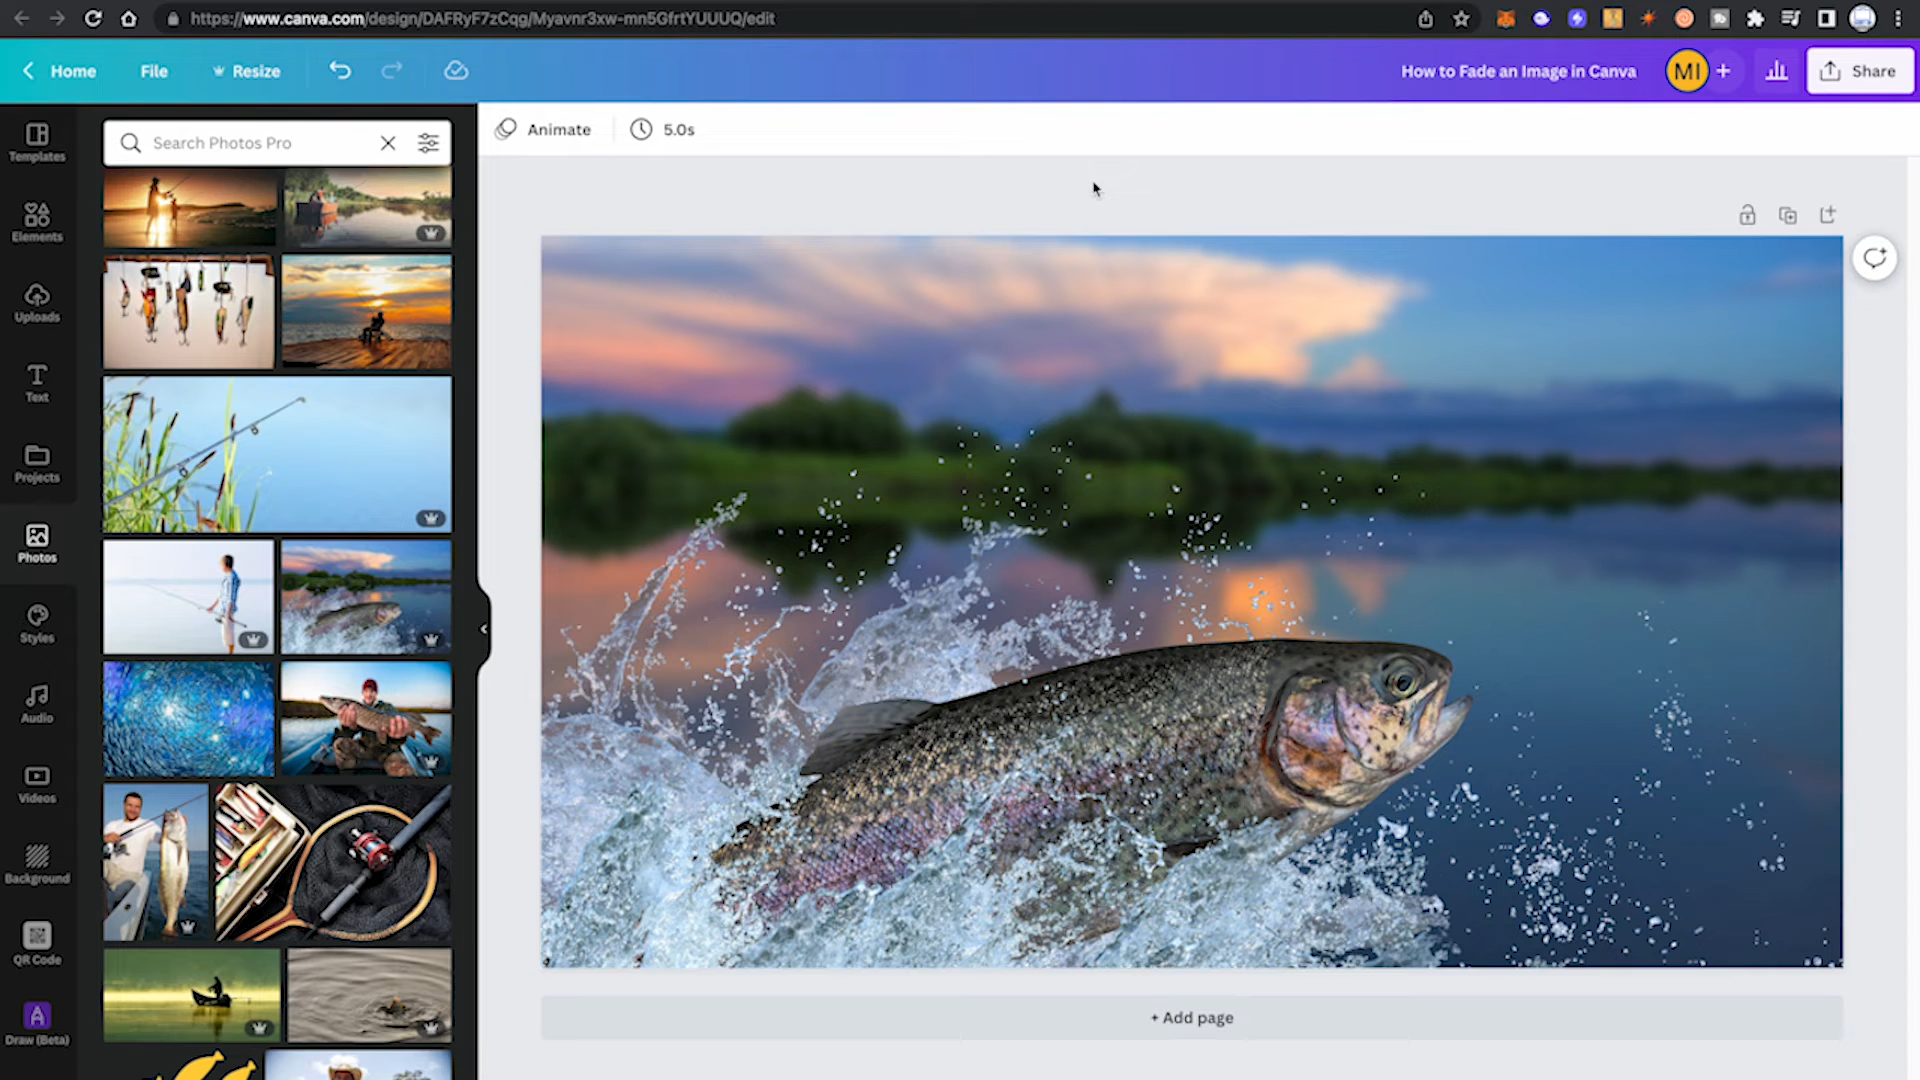 https://www.canva.com/design/DAFRyF7zCqg/Myavnr3xw-mn5GfrtYUUUQ/edit
Home
File
Resize
How to Fade an Image in Canva
MI
+
Share
Templates
Elements
Uploads
Text
Projects
Photos
Styles
Audio
Videos
Background
QR Code
Draw (Beta)
Search Photos Pro
Animate
5.0s
+ Add page